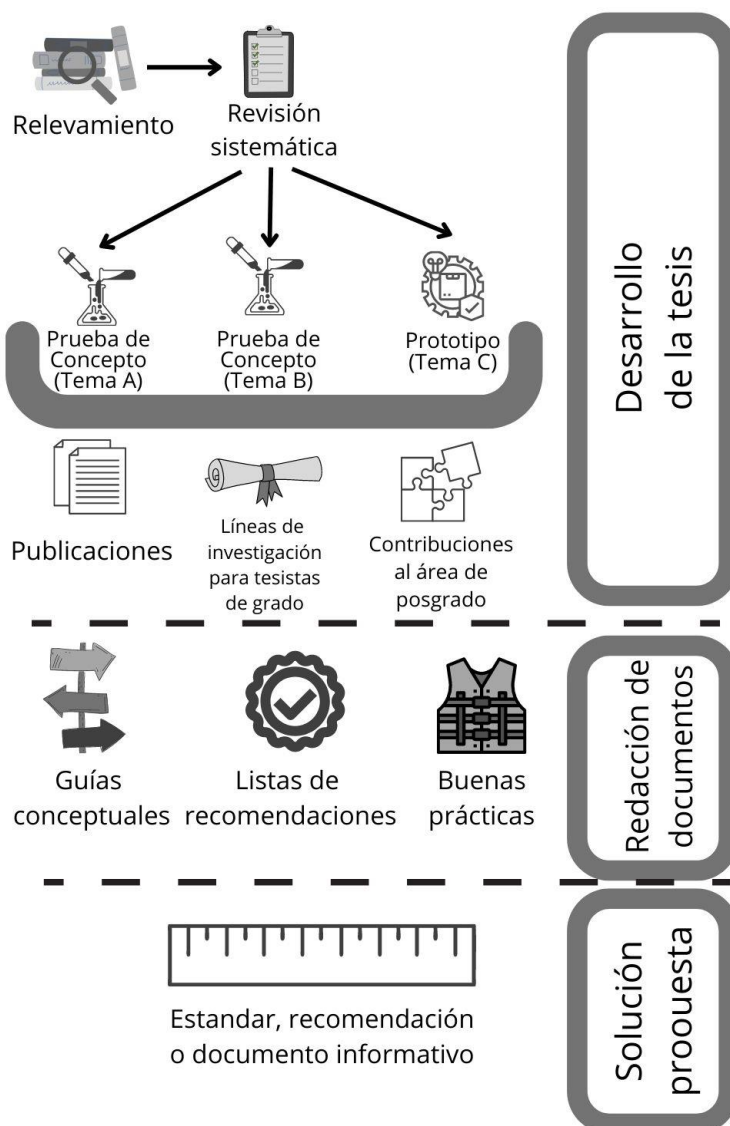 Relevamiento
Revisión
sistemática
Prueba de
Concepto
(Tema A)
Prueba de
Concepto
(Tema B)
Prototipo
(Tema C)
Publicaciones
Líneas de
investigación
para tesistas
de grado
Contribuciones
al área de
posgrado
Desarrollo
de la tesis
Guías
conceptuales
Listas de
recomendaciones
Buenas
prácticas
Redacción de
documentos
Estandar, recomendación
o documento informativo
Solución
proouesta